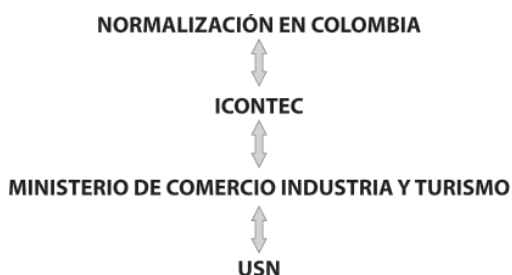 NORMALIZACIÓN EN COLOMBIA
ICONTEC
MINISTERIO DE COMERCIO INDUSTRIA Y TURISMO
USN